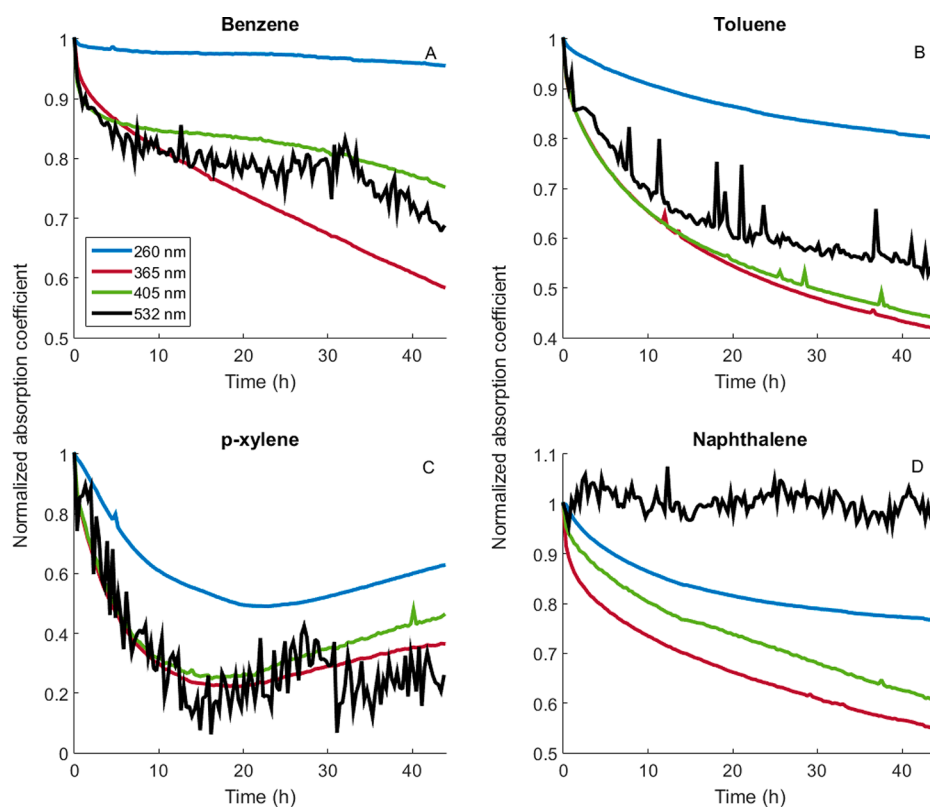 Benzene
A
1
0.9
0.8
0.7
0.6
0.5
260 nm
365 nm
405 nm
532 nm
0 10 20 30 40
Time (h)
Toluene
B
1
0.9
0.8
0.7
0.6
0.5
0.4
0 10 20 30 40
Time (h)
Normalized absorption coefficient
Normalized absorption coefficient
p-xylene
C
1
0.8
0.6
0.4
0.2
0
0 10 20 30 40
Time (h)
Naphthalene
D
1.1
1
0.9
0.8
0.7
0.6
0.5
0 10 20 30 40
Time (h)